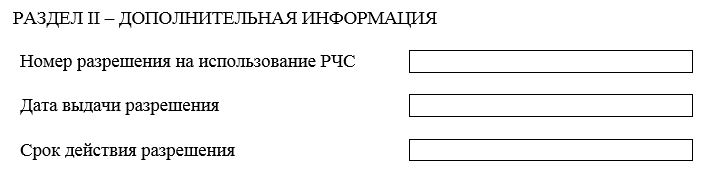 РАЗДЕЛ II – ДОПОЛНИТЕЛЬНАЯ ИНФОРМАЦИЯ
Номер разрешения на использование РЧС
Дата выдачи разрешения
Срок действия разрешения